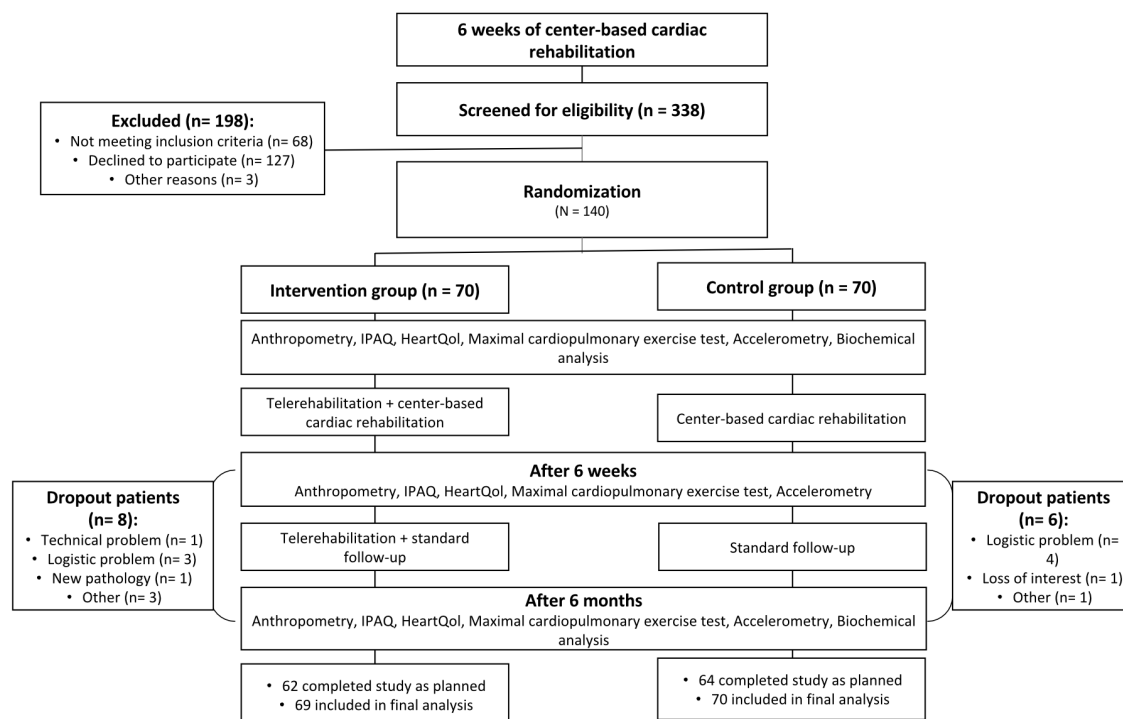 6 weeks of center-based cardiac
rehabilitation
Screened for eligibility (n = 338)
Excluded (n= 198):
• Not meeting inclusion criteria (n= 68)
• Declined to participate (n= 127)
• Other reasons (n= 3)
Randomization
(N = 140)
Intervention group (n = 70)
Control group (n = 70)
Anthropometry, IPAQ, HeartQol, Maximal cardiopulmonary exercise test, Accelerometry, Biochemical
analysis
Telerehabilitation + center-based
cardiac rehabilitation
Center-based cardiac rehabilitation
After 6 weeks
Anthropometry, IPAQ, HeartQol, Maximal cardiopulmonary exercise test, Accelerometry
Dropout patients
(n= 8):
• Technical problem (n= 1)
• Logistic problem (n= 3)
• New pathology (n= 1)
• Other (n= 3)
Dropout patients
(n= 6):
• Logistic problem (n=
4)
• Loss of interest (n= 1)
• Other (n= 1)
Telerehabilitation + standard
follow-up
Standard follow-up
After 6 months
Anthropometry, IPAQ, HeartQol, Maximal cardiopulmonary exercise test, Accelerometry, Biochemical
analysis
• 62 completed study as planned
• 69 included in final analysis
• 64 completed study as planned
• 70 included in final analysis